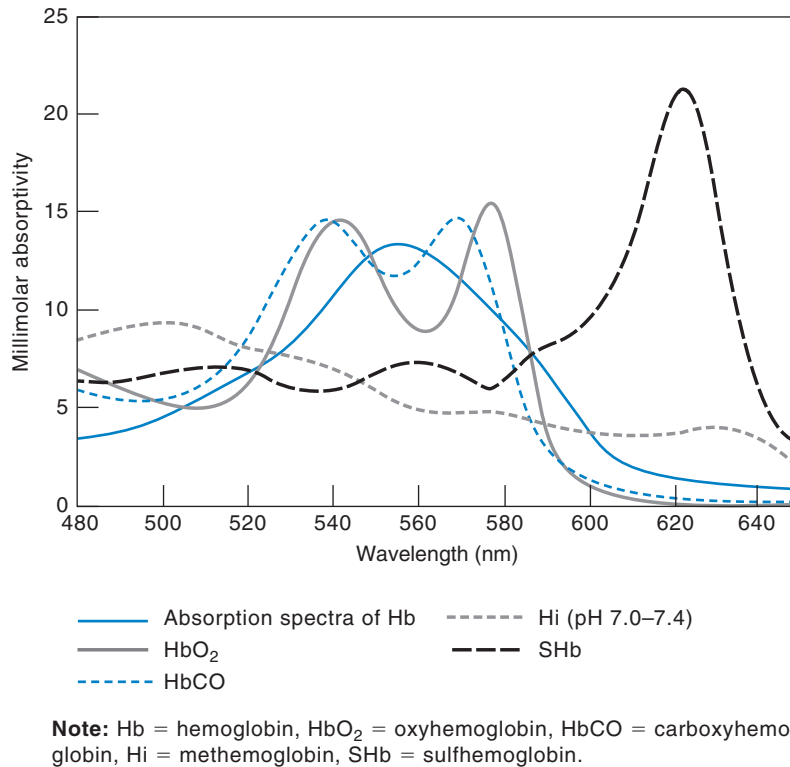 25
20
15
10
5
0
Millimolar absorptivity
480 500 520 540 560 580 600 620 640
Wavelength (nm)
Absorption spectra of Hb
HbO₂
HbCO
Hi (pH 7.0–7.4)
SHb
Note: Hb = hemoglobin, HbO₂ = oxyhemoglobin, HbCO = carboxyhemo
globin, Hi = methemoglobin, SHb = sulfhemoglobin.